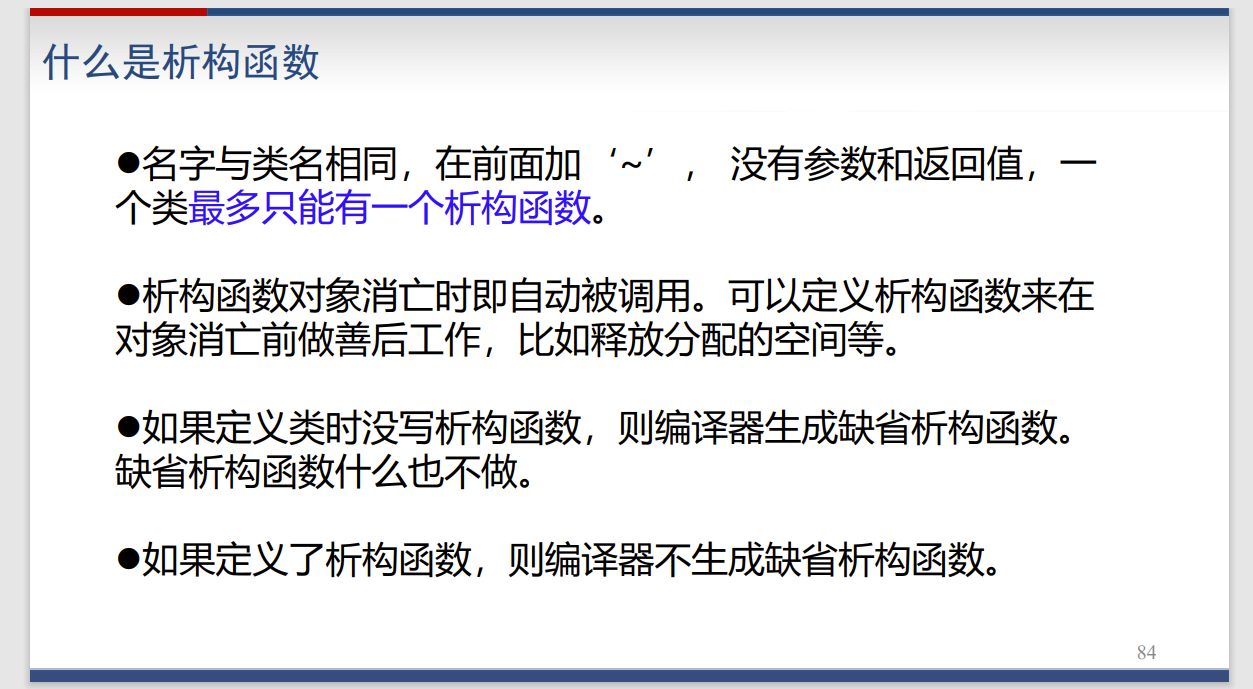 什么是析构函数
●名字与类名相同，在前面加‘~’， 没有参数和返回值，一
个类最多只能有一个析构函数。
●析构函数对象消亡时即自动被调用。可以定义析构函数来在
对象消亡前做善后工作，比如释放分配的空间等。
●如果定义类时没写析构函数，则编译器生成缺省析构函数。
缺省析构函数什么也不做。
●如果定义了析构函数，则编译器不生成缺省析构函数。
84